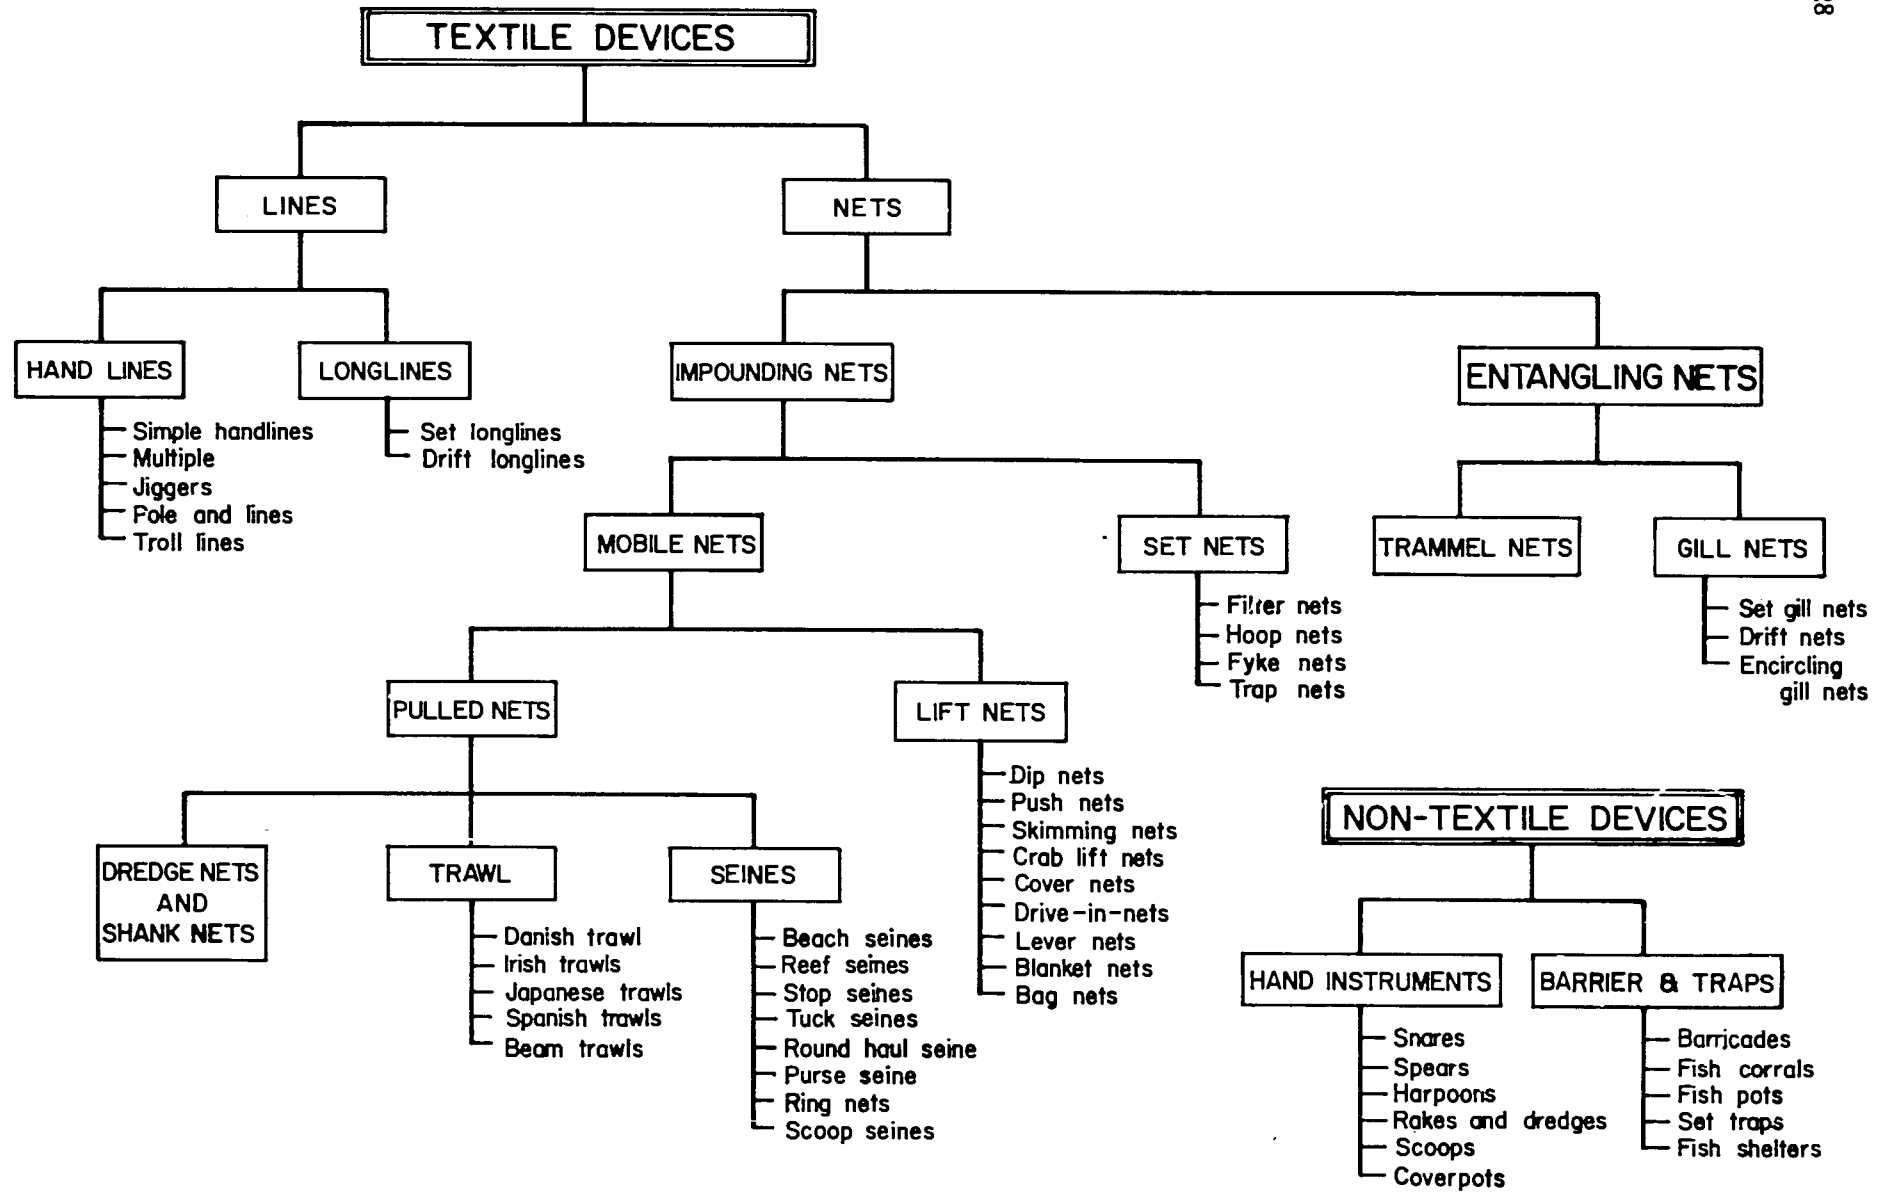 28
TEXTILE DEVICES
LINES
NETS
HAND LINES
LONGLINES
IMPOUNDING NETS
ENTANGLING NETS
Simple handlines
Multiple
Jiggers
Pole and lines
Troll lines
Set longlines
Drift longlines
MOBILE NETS
SET NETS
TRAMMEL NETS
GILL NETS
Filter nets
Hoop nets
Fyke nets
Trap nets
Set gill nets
Drift nets
Encircling
gill nets
PULLED NETS
LIFT NETS
Dip nets
Push nets
Skimming nets
Crab lift nets
Cover nets
Drive-in-nets
Lever nets
Blanket nets
Bag nets
DREDGE NETS
AND
SHANK NETS
TRAWL
SEINES
Danish trawl
Irish trawls
Japanese trawls
Spanish trawls
Beam trawls
Beach seines
Reef seines
Stop seines
Tuck seines
Round haul seine
Purse seine
Ring nets
Scoop seines
NON-TEXTILE DEVICES
HAND INSTRUMENTS
BARRIER & TRAPS
Snares
Spears
Harpoons
Rakes and dredges
Scoops
Coverpots
Barricades
Fish corrals
Fish pots
Set traps
Fish shelters